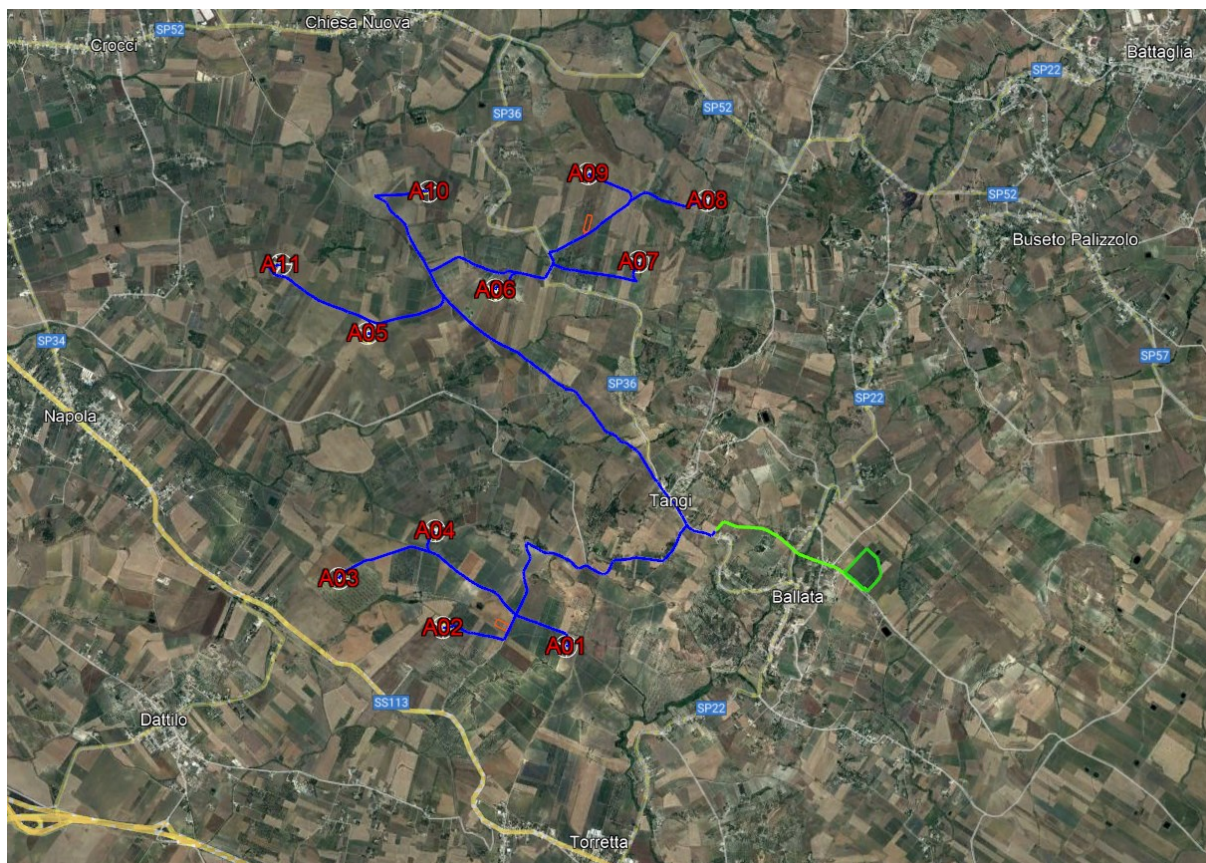 Chiesa Nuova
SP52
Crocci
Battaglia
SP22
SP52
SP36
A09
A10
A08
SP52
Buseto Palizzolo
A11
A07
A06
A05
SP34
SP57
SP36
SP22
Napola
Tangi
A04
A03
Ballata
A02
A01
SS113
SP22
Dattilo
Torretta